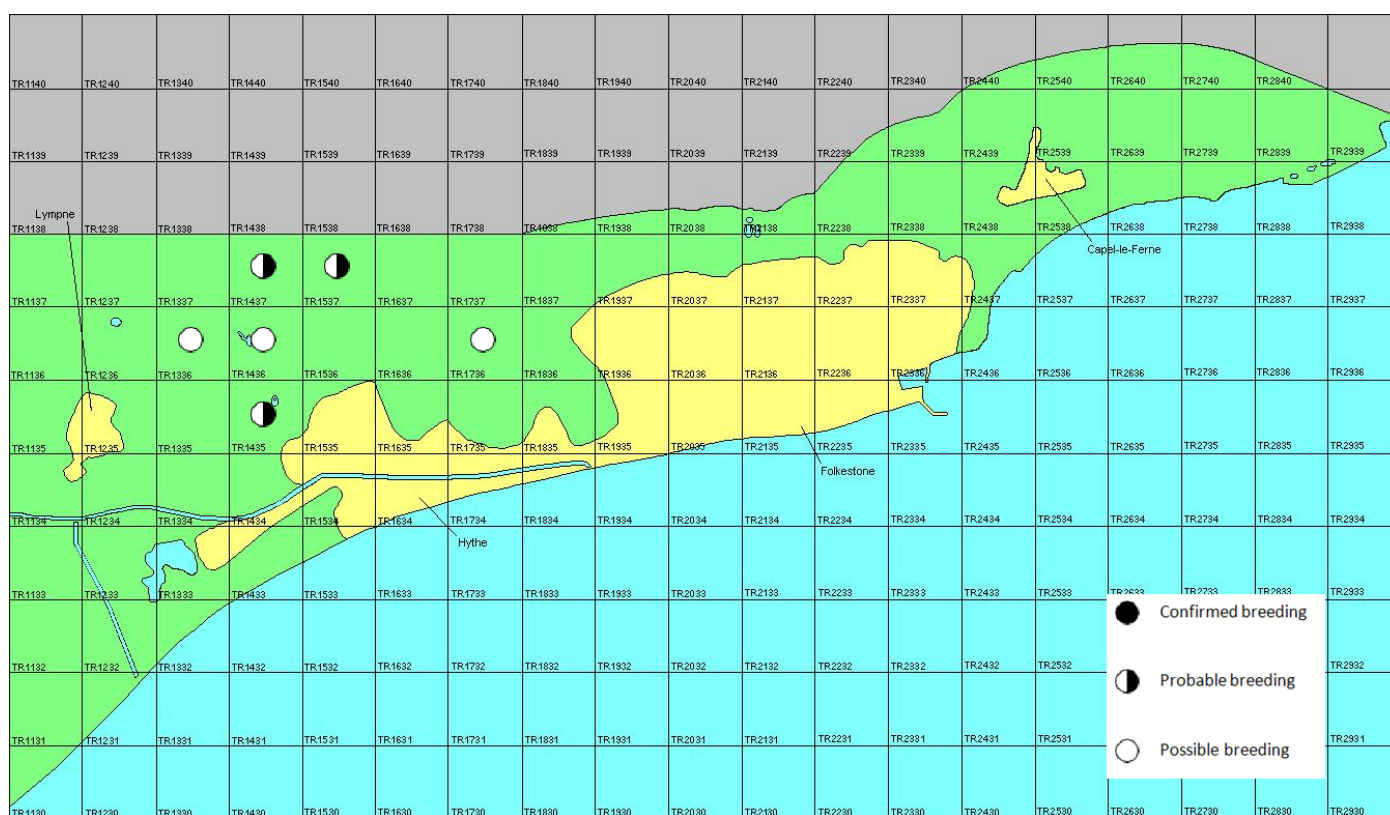 TR1140 TR1240 TR1340 TR1440 TR1540 TR1640 TR1740 TR1840 TR1940 TR2040 TR2140 TR2240 TR2340 TR2440 TR2540 TR2640 TR2740 TR2840
TR1139 TR1239 TR1339 TR1439 TR1539 TR1639 TR1739 TR1839 TR1939 TR2039 TR2139 TR2239 TR2339 TR2439 TR2539 TR2639 TR2739 TR2839 TR2939
Lympne
TR1138 TR1238 TR1338 TR1438 TR1538 TR1638 TR1738 TR1838 TR1938 TR2038 TR2138 TR2238 TR2338 TR2438 TR2538 TR2638 TR2738 TR2838 TR2938
Capel-le-Ferne
TR1137 TR1237 TR1337 TR1437 TR1537 TR1637 TR1737 TR1837 TR1937 TR2037 TR2137 TR2237 TR2337 TR2437 TR2537 TR2637 TR2737 TR2837 TR2937
TR1136 TR1236 TR1336 TR1436 TR1536 TR1636 TR1736 TR1836 TR1936 TR2036 TR2136 TR2236 TR2336 TR2436 TR2536 TR2636 TR2736 TR2836 TR2936
TR1135 TR1235 TR1335 TR1435 TR1535 TR1635 TR1735 TR1835 TR1935 TR2035 TR2135 TR2235 TR2335 TR2435 TR2535 TR2635 TR2735 TR2835 TR2935
Folkestone
TR1134 TR1234 TR1334 TR1434 TR1534 TR1634 TR1734 TR1834 TR1934 TR2034 TR2134 TR2234 TR2334 TR2434 TR2534 TR2634 TR2734 TR2834 TR2934
Hythe
TR1133 TR1233 TR1333 TR1433 TR1533 TR1633 TR1733 TR1833 TR1933 TR2033 TR2133 TR2233 TR2333 TR2433 TR2533 TR2633 TR2733 TR2833 TR2933
Confirmed breeding
TR1132 TR1232 TR1332 TR1432 TR1532 TR1632 TR1732 TR1832 TR1932 TR2032 TR2132 TR2232 TR2332 TR2432 TR2532 TR2932
Probable breeding
TR1131 TR1231 TR1331 TR1431 TR1531 TR1631 TR1731 TR1831 TR1931 TR2031 TR2131 TR2231 TR2331 TR2431 TR2531 TR2931
Possible breeding
TR1130 TR1230 TR1330 TR1430 TR1530 TR1630 TR1730 TR1830 TR1930 TR2030 TR2130 TR2230 TR2330 TR2430 TR2530 TR2630 TR2730 TR2830 TR2930